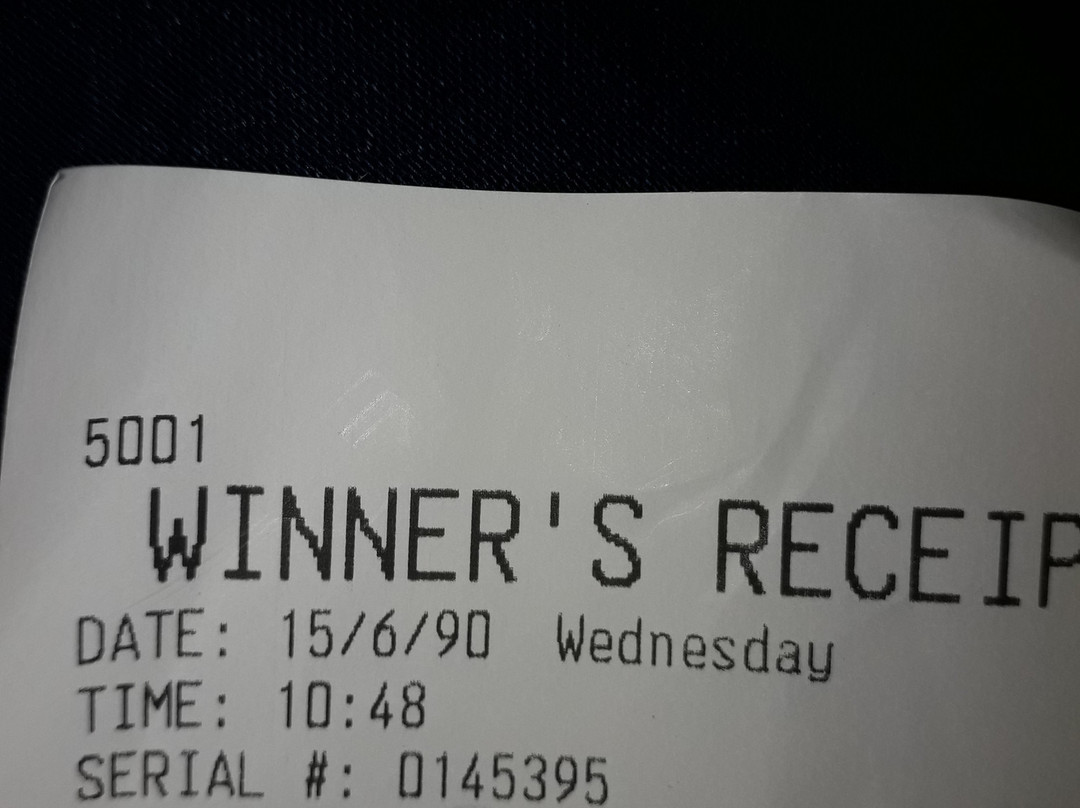 5001
WINNER'S RECEIP
DATE: 15/6/90 Wednesday
TIME: 10:48
SERIAL #: 0145395